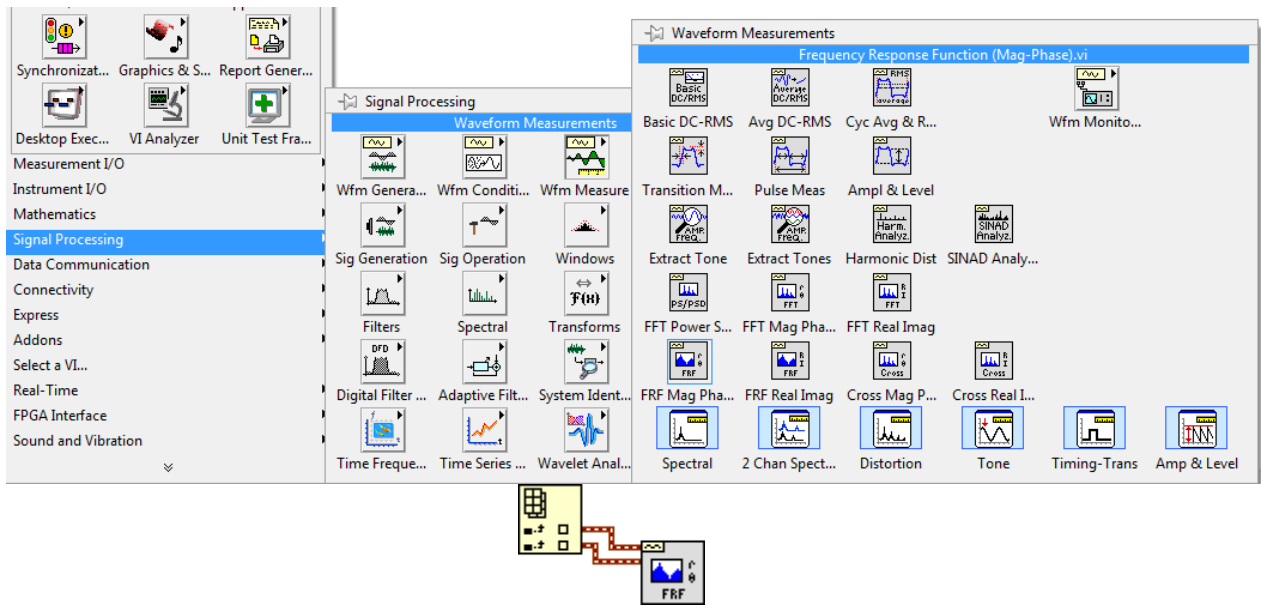 Synchronizat... Graphics & S... Report Gener...
Desktop Exec... VI Analyzer Unit Test Fra...
Measurement I/O
Instrument I/O
Mathematics
Signal Processing
Data Communication
Connectivity
Express
Addons
Select a VI...
Real-Time
FPGA Interface
Sound and Vibration
Signal Processing
Waveform Measurements
Wfm Genera... Wfm Conditi... Wfm Measure
Sig Generation Sig Operation Windows
F(H)
Filters Spectral Transforms
DFD
Digital Filter ... Adaptive Filt... System Ident...
Time Freque... Time Series ... Wavelet Anal...
Waveform Measurements
Frequency Response Function (Mag-Phase).vi
Basic DC/RMS Average DC/RMS RMS average
Basic DC-RMS Avg DC-RMS Cyc Avg & R... Wfm Monito...
Transition M... Pulse Meas Ampl & Level
AMP. Freq. AMP. Freq. Harm. Analyz. SINAD Analyz.
Extract Tone Extract Tones Harmonic Dist SINAD Analy...
PS/PSD FFT r θ FFT R I
FFT Power S... FFT Mag Pha... FFT Real Imag
FRF r θ FRF R I Cross r θ Cross R I
FRF Mag Pha... FRF Real Imag Cross Mag P... Cross Real I...
Spectral 2 Chan Spect... Distortion Tone Timing-Trans Amp & Level
r
θ
FRF